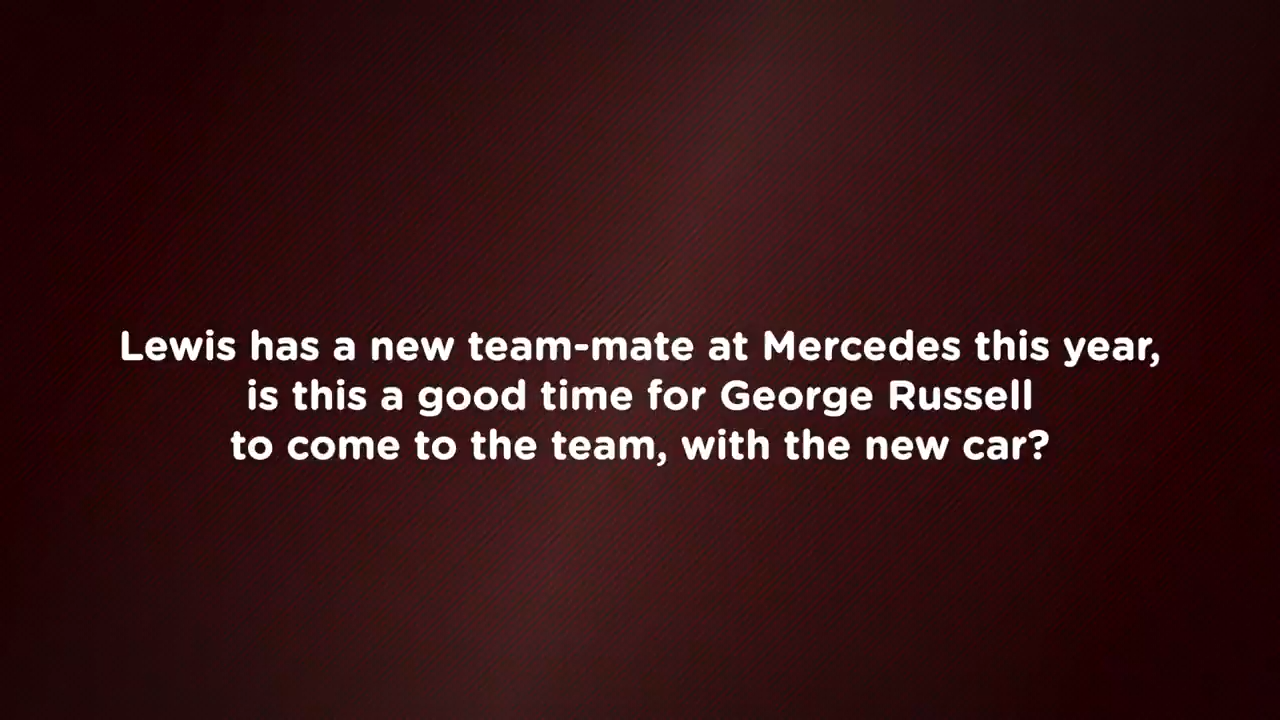 Lewis has a new team-mate at Mercedes this year,
is this a good time for George Russell
to come to the team, with the new car?